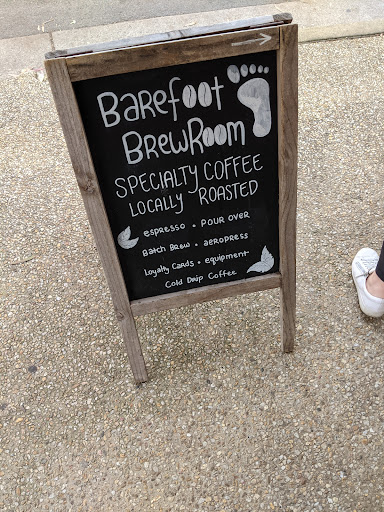 Barefoot
BrewRoom
SPECIALTY COFFEE
LOCALLY ROASTED
espresso • POUR OVER
Batch Brew • aeropress
Loyalty Cards • equipment
Cold Drip Coffee